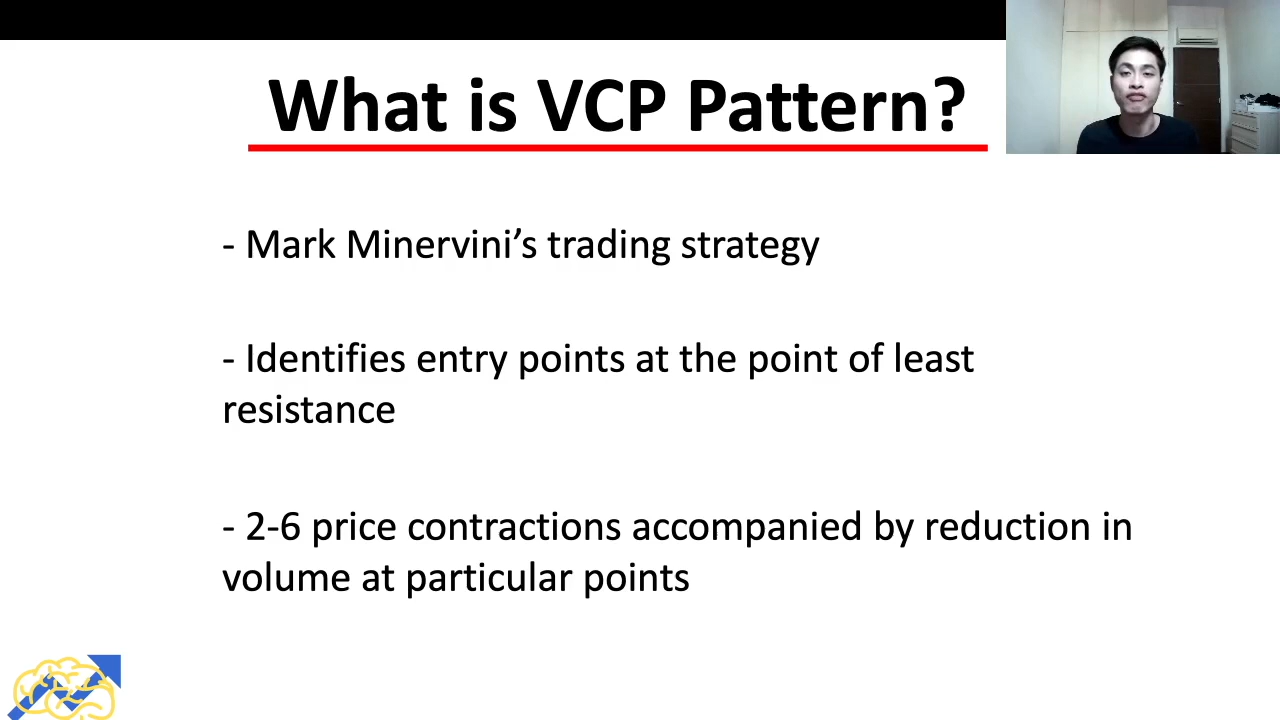 What is VCP Pattern?
- Mark Minervini’s trading strategy
- Identifies entry points at the point of least
resistance
- 2-6 price contractions accompanied by reduction in
volume at particular points